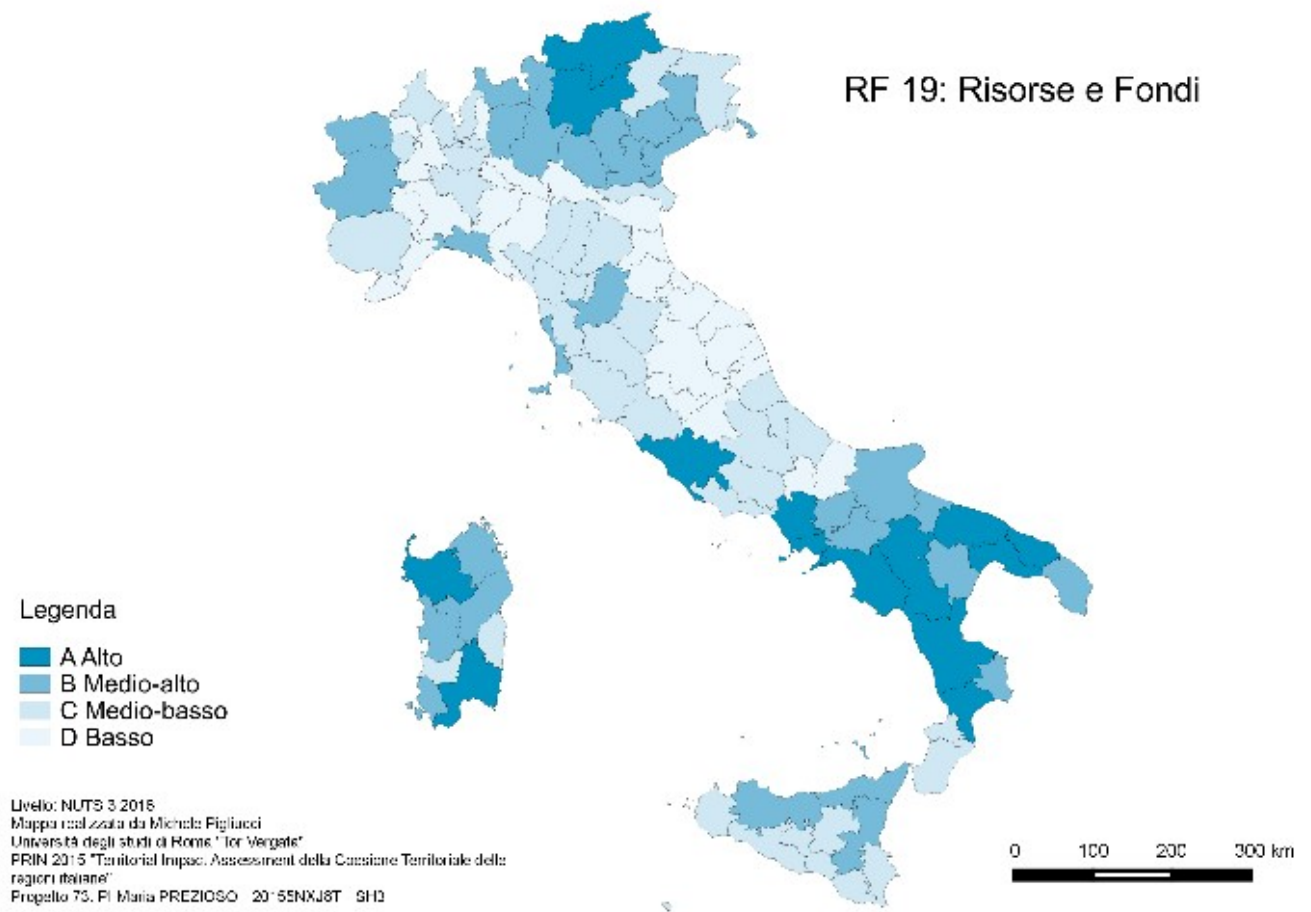 RF 19: Risorse e Fondi
Legenda
A Alto
B Medio-alto
C Medio-basso
D Basso
Livello: NUTS 3 2016
Mappa realizzata da Michele Pigliucci
Università degli studi di Roma "Tor Vergata"
PRIN 2015 "Territorial Impact Assessment della Coesione Territoriale delle
regioni italiane"
Progetto 73. PI Maria PREZIOSO 20155NXJ8T SH3
0 100 200 300 km